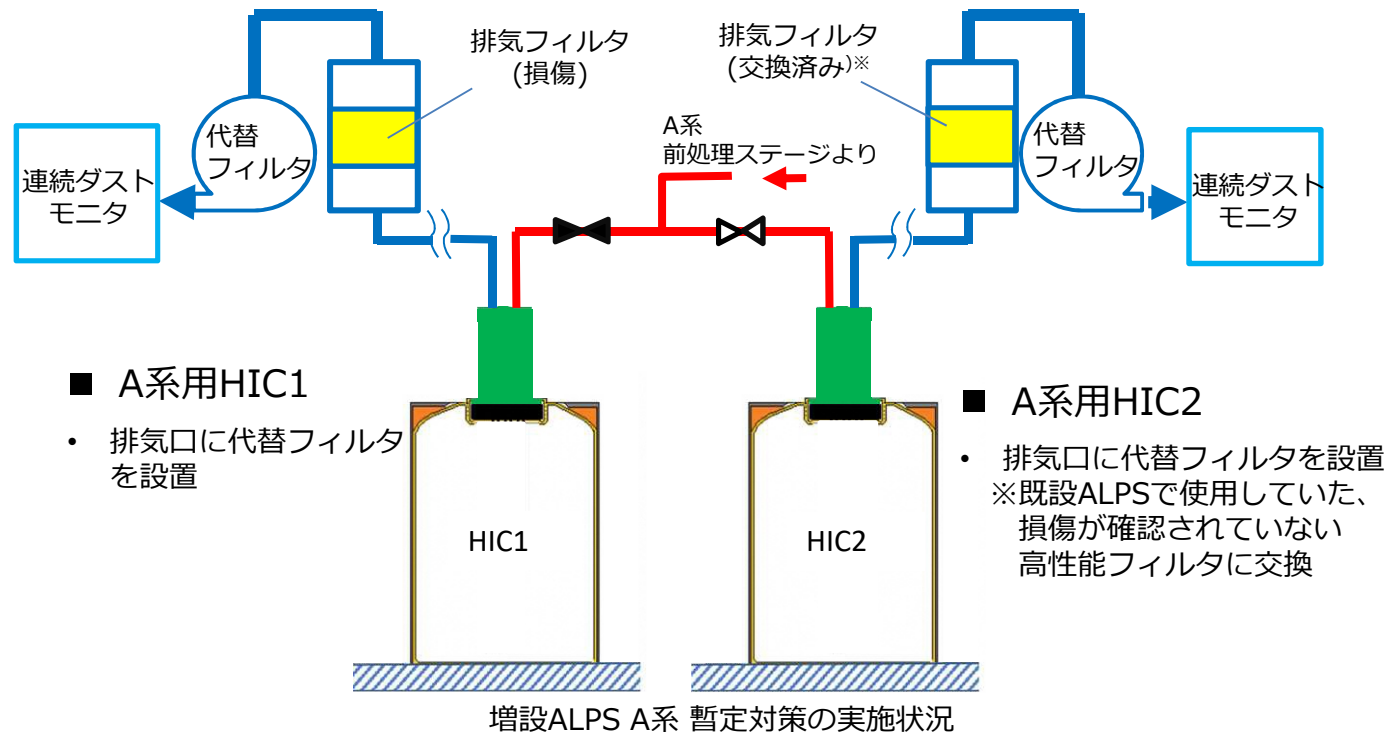 排気フィルタ
(損傷)
排気フィルタ
(交換済み)※
代替
フィルタ
A系
前処理ステージより
代替
フィルタ
連続ダスト
モニタ
連続ダスト
モニタ
■ A系用HIC1
• 排気口に代替フィルタ
を設置
■ A系用HIC2
• 排気口に代替フィルタを設置
※既設ALPSで使用していた、
損傷が確認されていない
高性能フィルタに交換
HIC1
HIC2
増設ALPS A系 暫定対策の実施状況